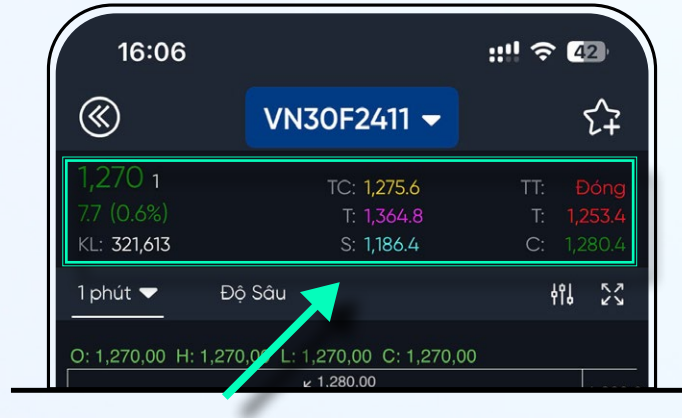 16:06 42
VN30F2411
1,270 1 TC: 1,275.6 TT: Đóng
7.7 (0.6%) T: 1,364.8 T: 1,253.4
KL: 321,613 S: 1,186.4 C: 1,280.4
1 phút Độ Sâu
O: 1,270,00 H: 1,270,00 L: 1,270,00 C: 1,270,00
↙ 1.280.00